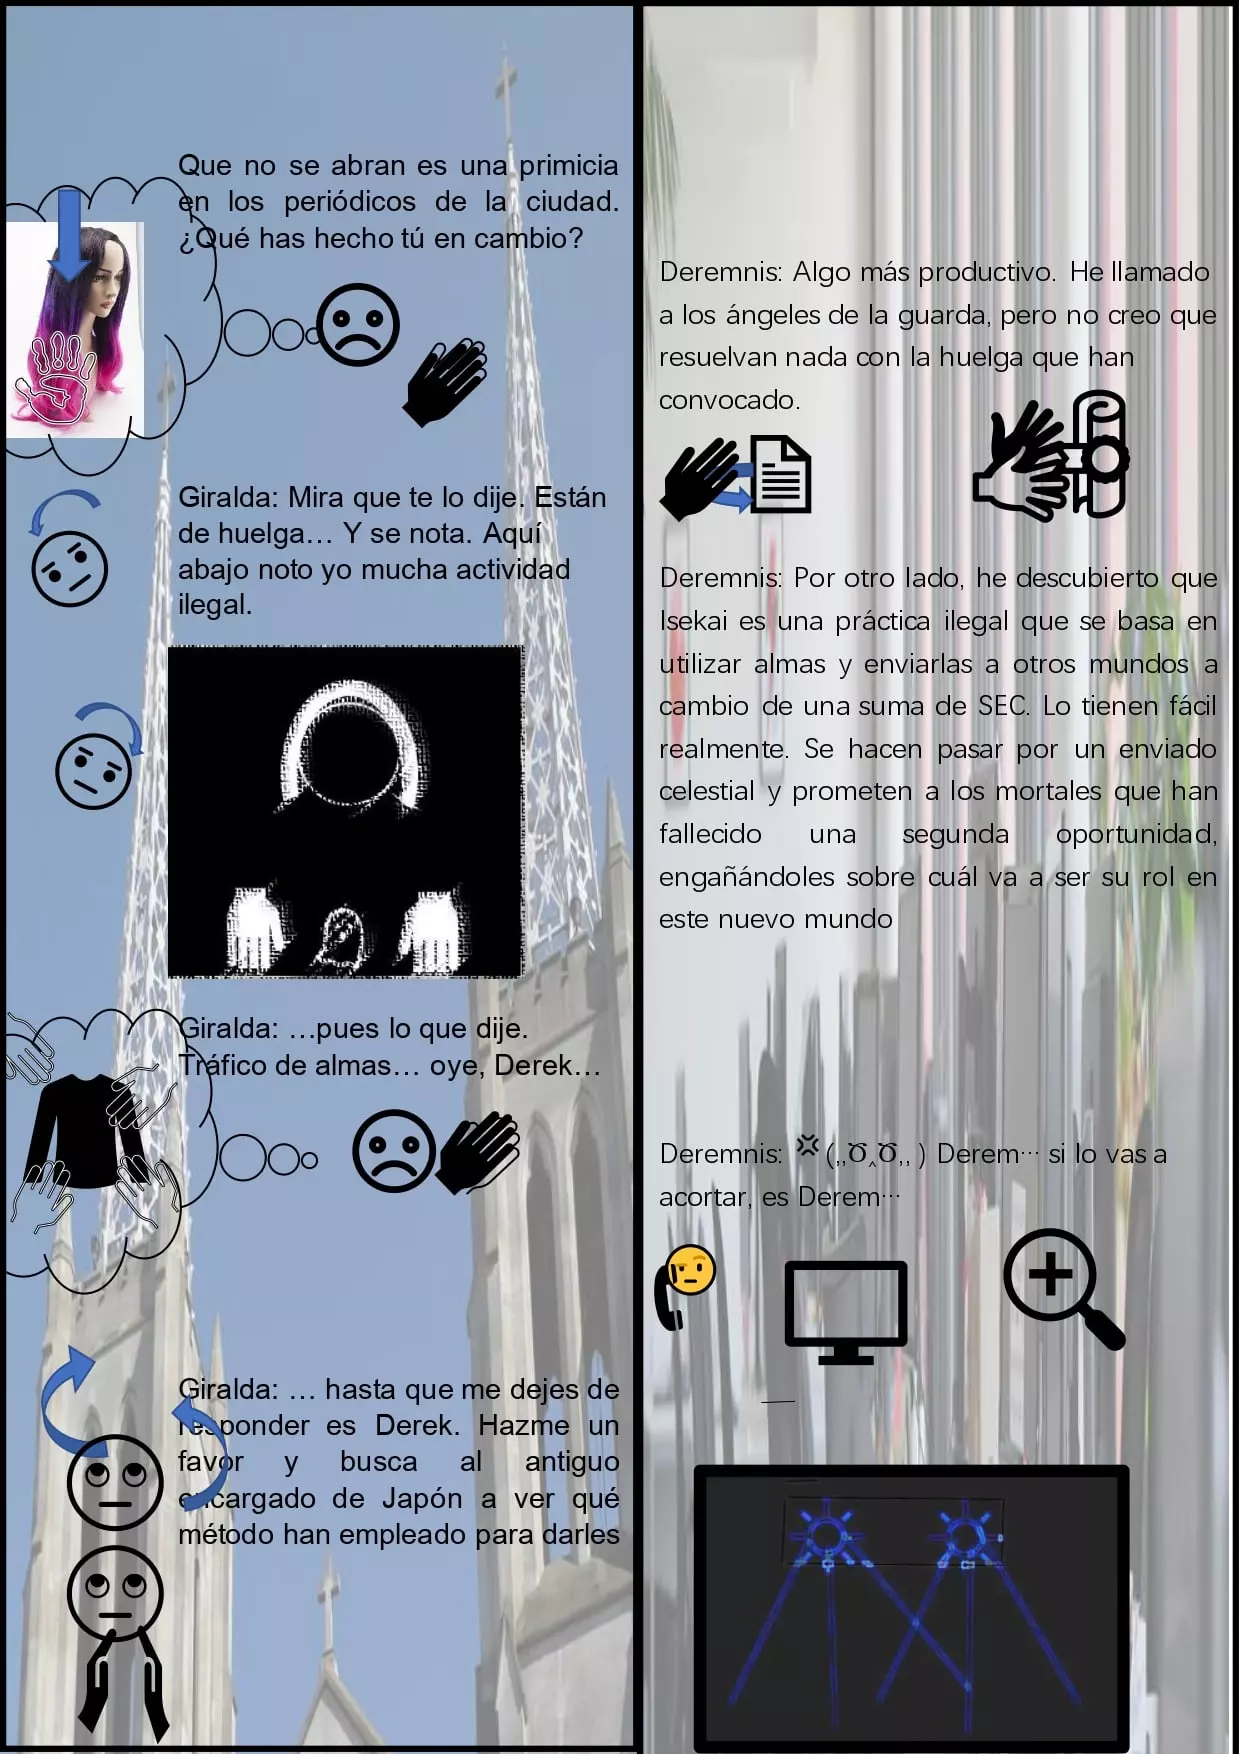 Que no se abran es una primicia
en los periódicos de la ciudad.
¿Qué has hecho tú en cambio?
Giralda: Mira que te lo dije. Están
de huelga… Y se nota. Aquí
abajo noto yo mucha actividad
ilegal.
Giralda: …pues lo que dije.
Tráfico de almas… oye, Derek…
Giralda: … hasta que me dejes de
responder es Derek. Hazme un
favor y busca al antiguo
encargado de Japón a ver qué
método han empleado para darles
Deremnis: Algo más productivo. He llamado
a los ángeles de la guarda, pero no creo que
resuelvan nada con la huelga que han
convocado.
Deremnis: Por otro lado, he descubierto que
Isekai es una práctica ilegal que se basa en
utilizar almas y enviarlas a otros mundos a
cambio de una suma de SEC. Lo tienen fácil
realmente. Se hacen pasar por un enviado
celestial y prometen a los mortales que han
fallecido una segunda oportunidad,
engañándoles sobre cuál va a ser su rol en
este nuevo mundo
Deremnis: 💢(,,Ծ‸Ծ,, ) Derem… si lo vas a
acortar, es Derem…